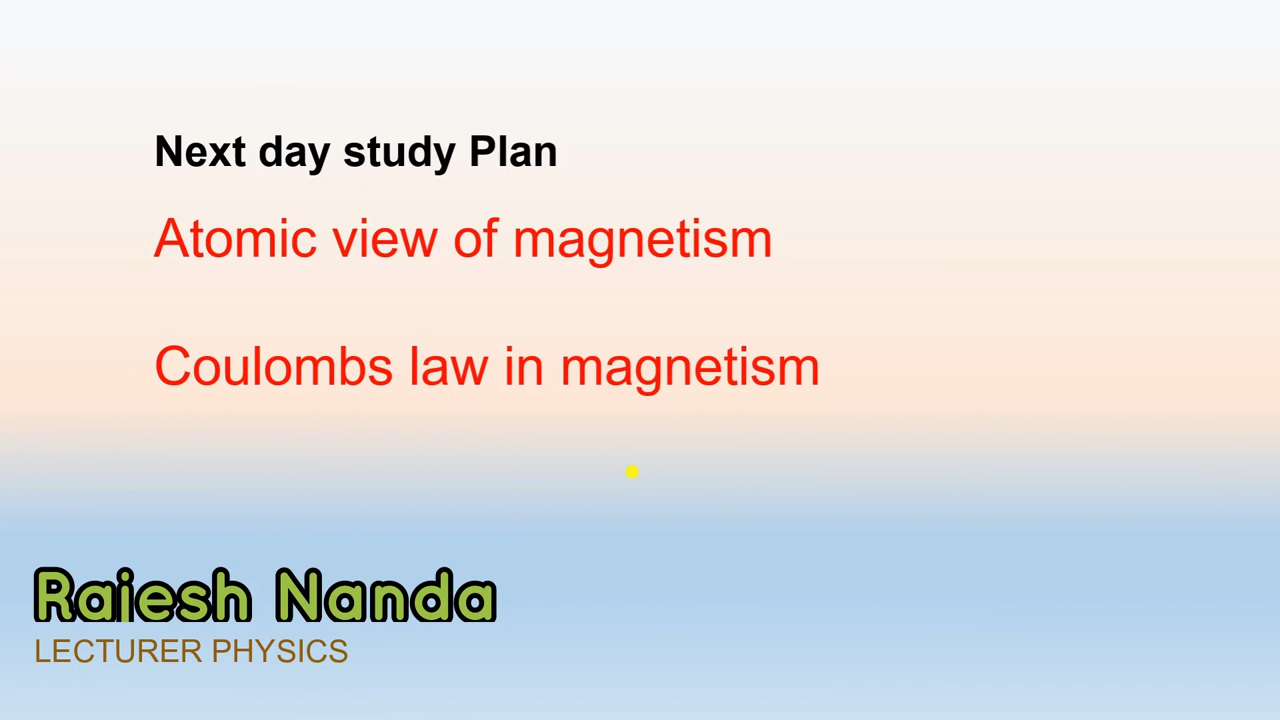 Next day study Plan
Atomic view of magnetism
Coulombs law in magnetism
Rajesh Nanda
LECTURER PHYSICS